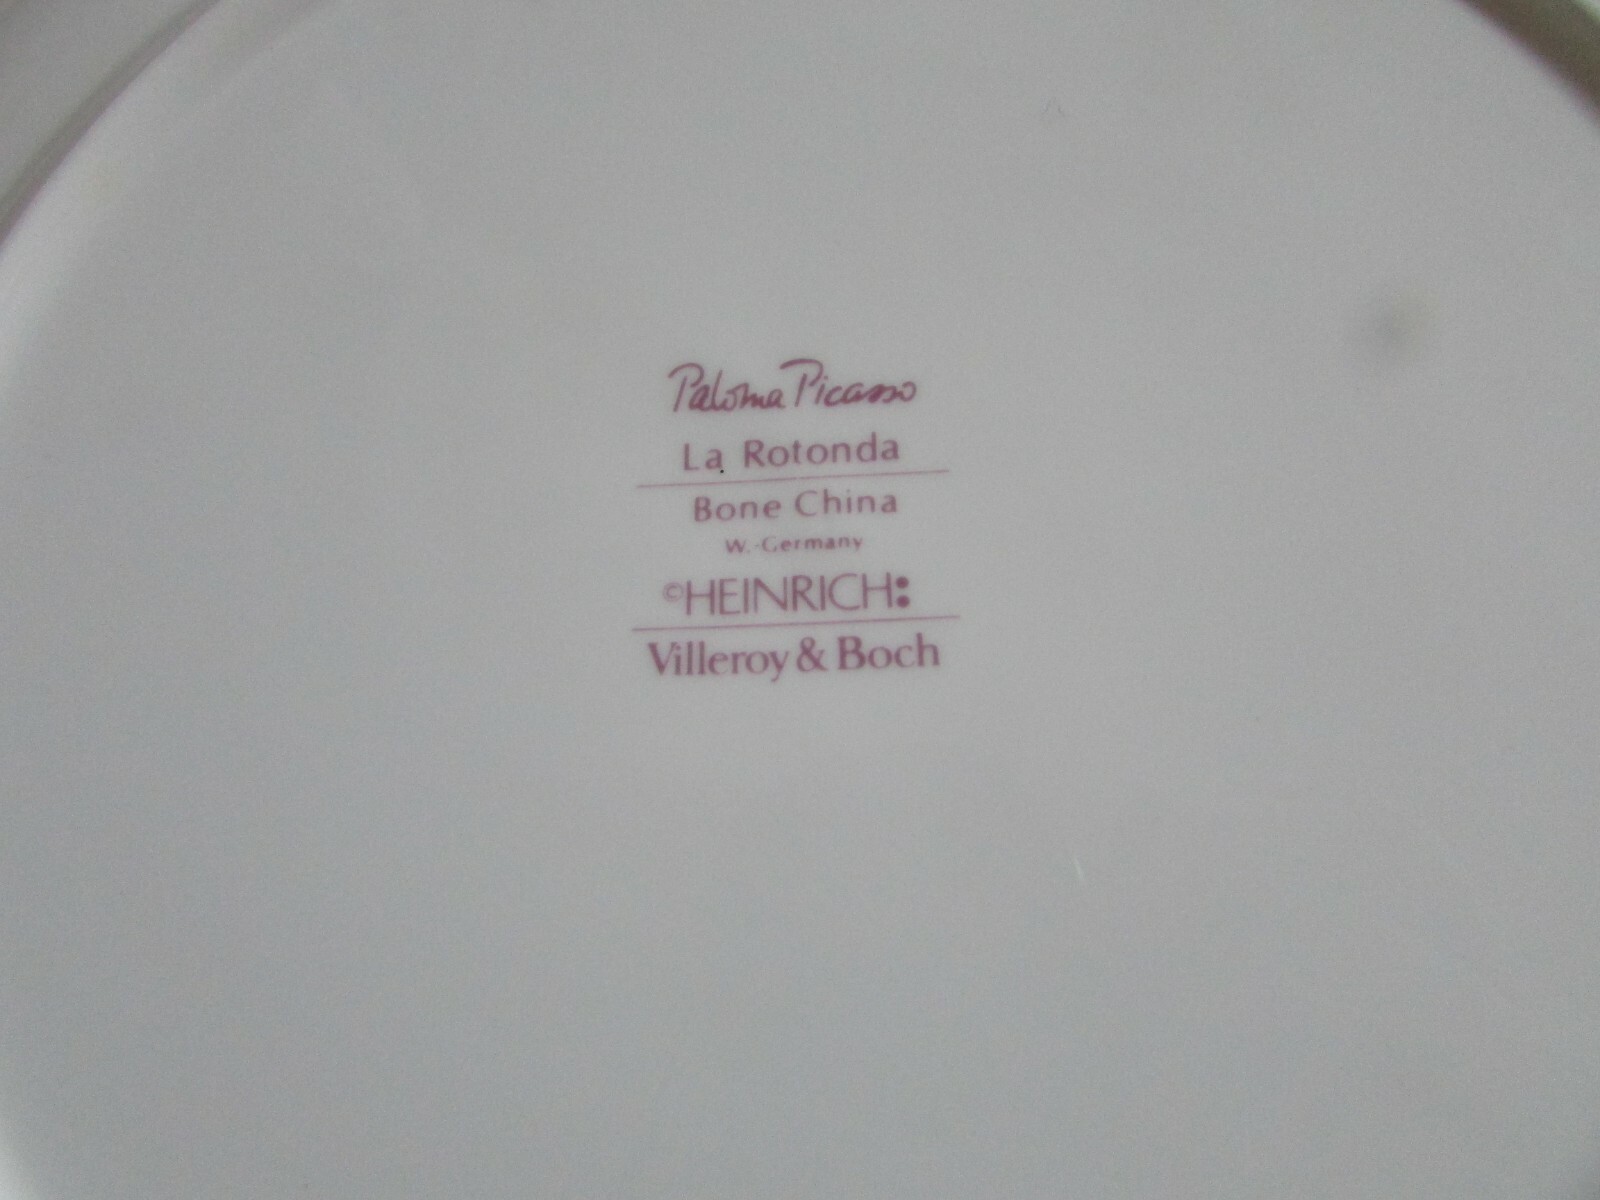 Paloma Picasso
La Rotonda
Bone China
W.-Germany
©HEINRICH:
Villeroy & Boch